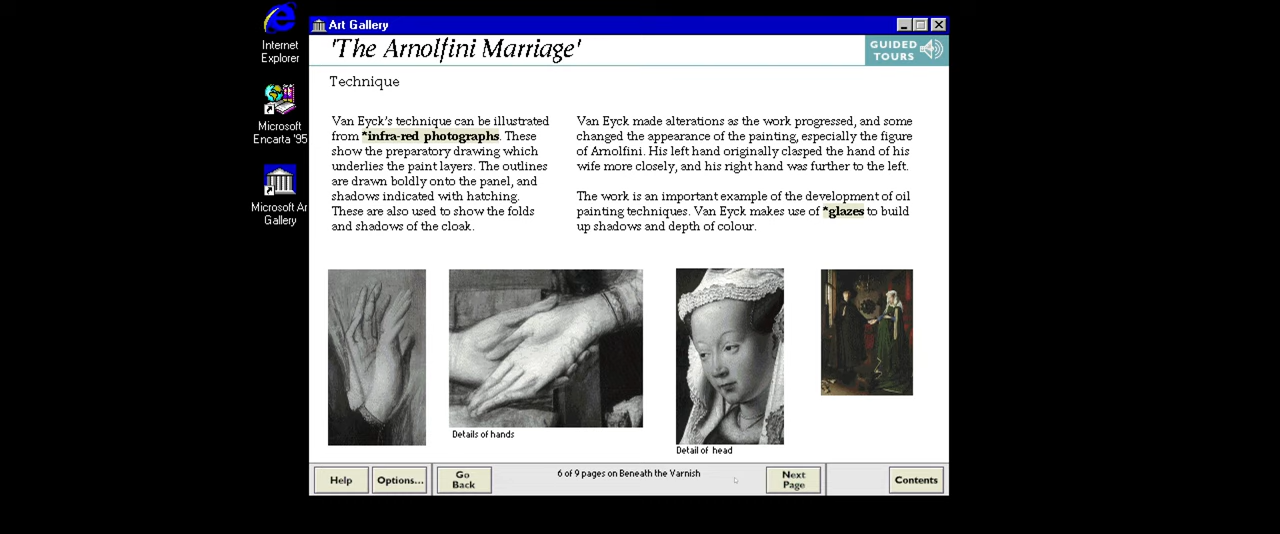 Internet
Explorer
Microsoft
Encarta '95
Microsoft Ar
Gallery
Art Gallery
'The Arnolfini Marriage'
GUIDED
TOURS
Technique
Van Eyck's technique can be illustrated
from *infra-red photographs. These
show the preparatory drawing which
underlies the paint layers. The outlines
are drawn boldly onto the panel, and
shadows indicated with hatching.
These are also used to show the folds
and shadows of the cloak.
Van Eyck made alterations as the work progressed, and some
changed the appearance of the painting, especially the figure
of Arnolfini. His left hand originally clasped the hand of his
wife more closely, and his right hand was further to the left.
The work is an important example of the development of oil
painting techniques. Van Eyck makes use of *glazes to build
up shadows and depth of colour.
Details of hands
Detail of head
Help
Options...
Go
Back
6 of 9 pages on Beneath the Varnish
Next
Page
Contents